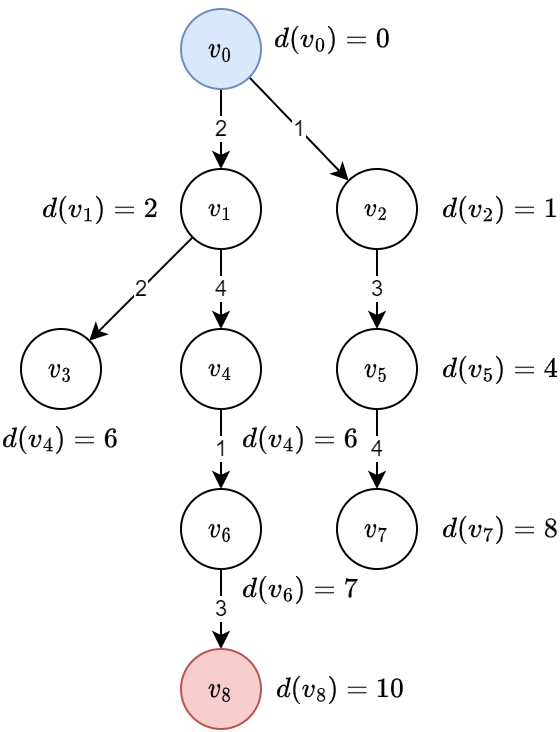 v₀ d(v₀) = 0
2 1
d(v₁) = 2 v₁ v₂ d(v₂) = 1
2 4 3
v₃ v₄ v₅ d(v₅) = 4
d(v₄) = 6 1 d(v₄) = 6 4
v₆ v₇ d(v₇) = 8
d(v₆) = 7
3
v₈ d(v₈) = 10